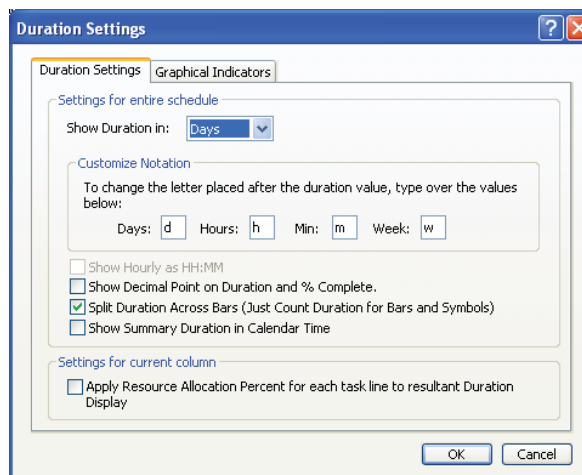 Duration Settings
Duration Settings
Graphical Indicators
Settings for entire schedule
Show Duration in: Days
Customize Notation
To change the letter placed after the duration value, type over the values
below:
Days: d Hours: h Min: m Week: w
Show Hourly as HH:MM
Show Decimal Point on Duration and % Complete.
Split Duration Across Bars (Just Count Duration for Bars and Symbols)
Show Summary Duration in Calendar Time
Settings for current column
Apply Resource Allocation Percent for each task line to resultant Duration
Display
OK Cancel